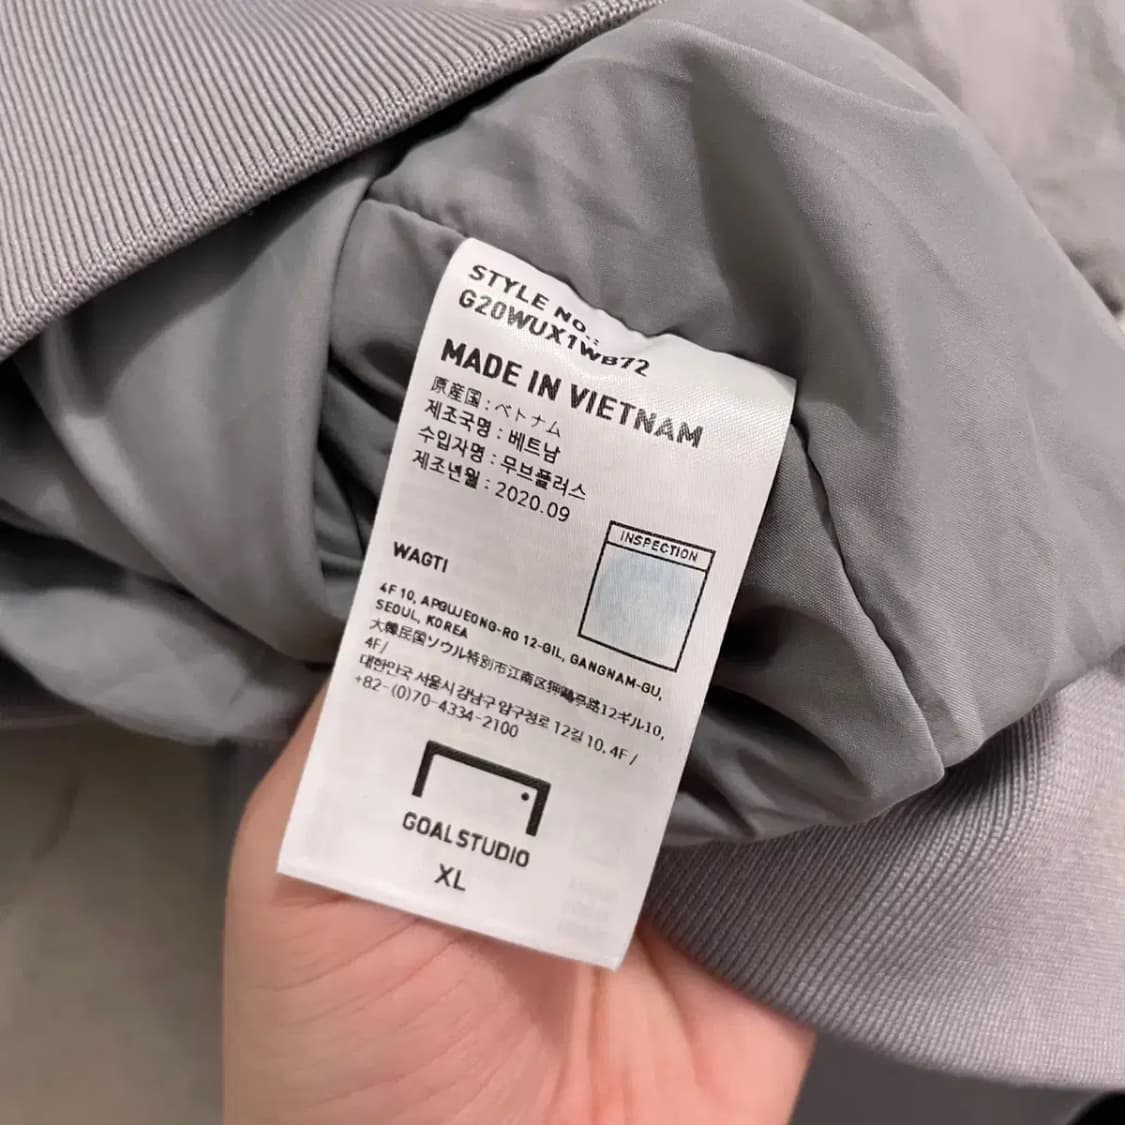 STYLE NO.:
G20WUX1WB72
MADE IN VIETNAM
原産国 : ベトナム
제조국명 : 베트남
수입자명 : 무브플러스
제조년월 : 2020.09
INSPECTION
WAGTI
4F 10, APGUJEONG-RO 12-GIL, GANGNAM-GU,
SEOUL, KOREA
大韓民国ソウル特別市江南区狎鷗亭路12ギル10,
4F/
대한민국 서울시 강남구 압구정로 12길 10, 4F /
+82-(0)70-4334-2100
GOALSTUDIO
XL